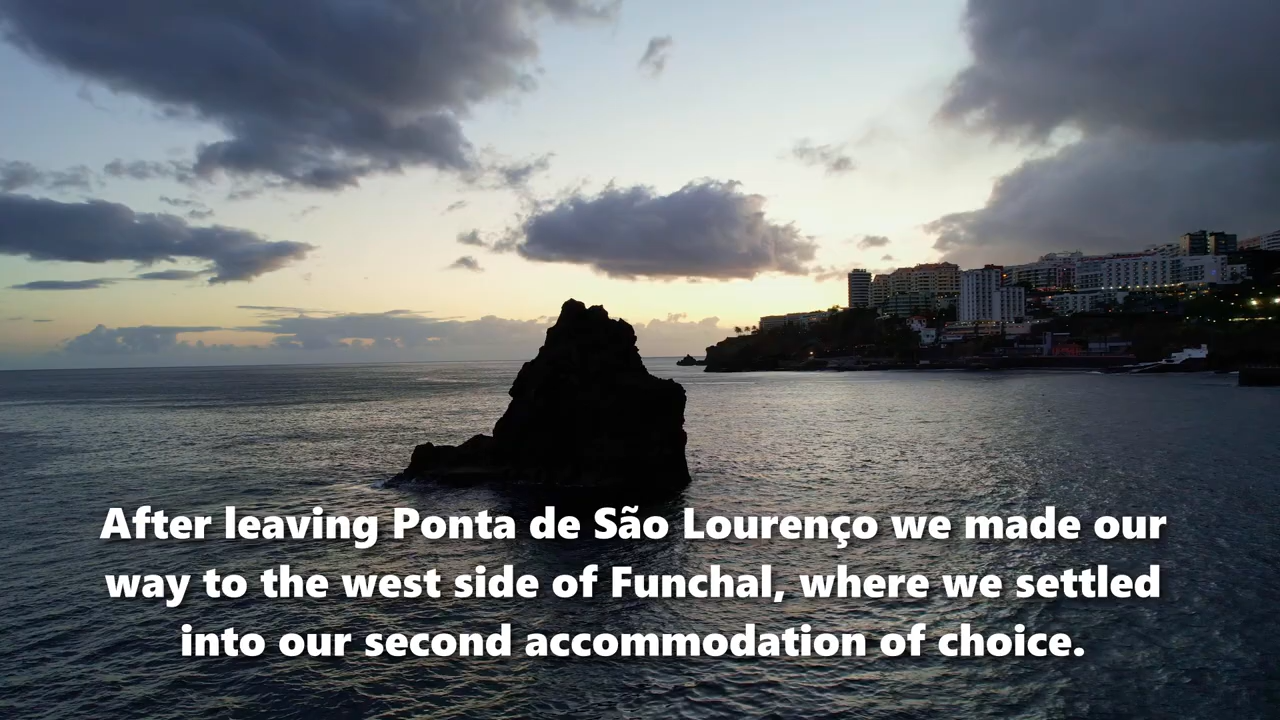 After leaving Ponta de São Lourenço we made our
way to the west side of Funchal, where we settled
into our second accommodation of choice.